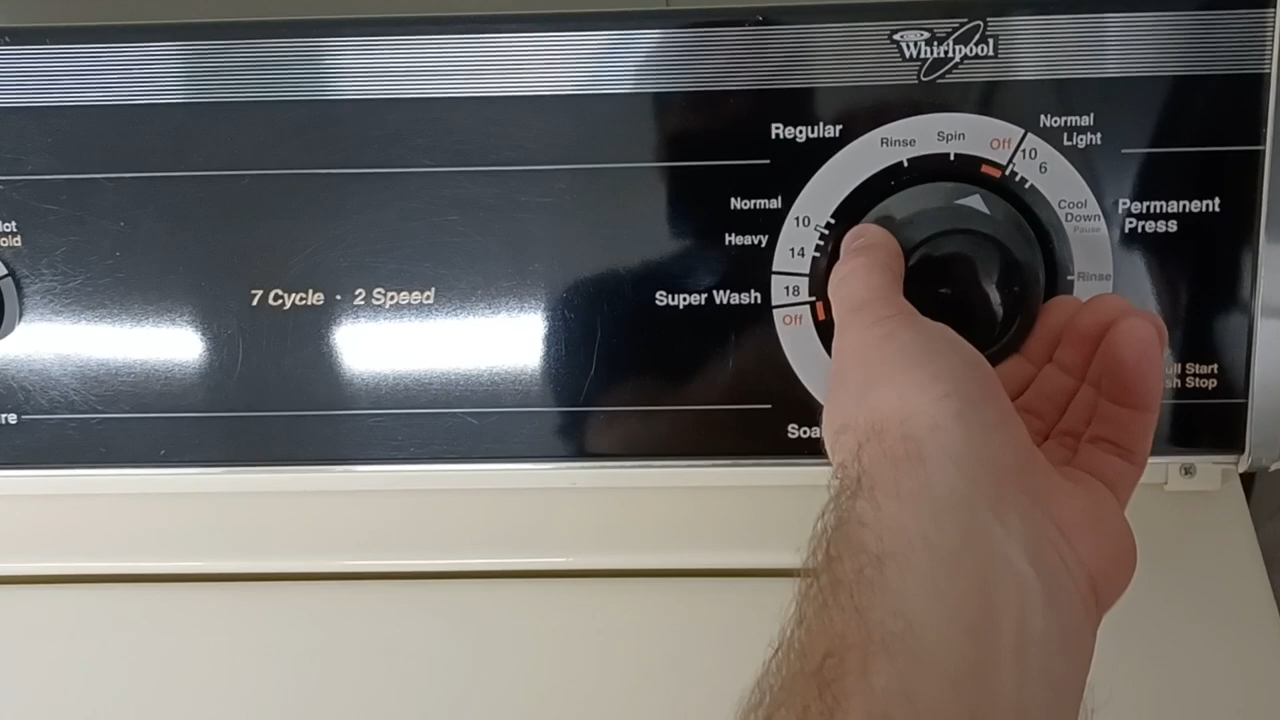 Whirlpool
Regular
Rinse
Spin
Off
Normal
Light
10
6
Normal
10
Heavy
14
Super Wash
18
Off
Cool
Down
Pause
Permanent
Press
Rinse
7 Cycle · 2 Speed